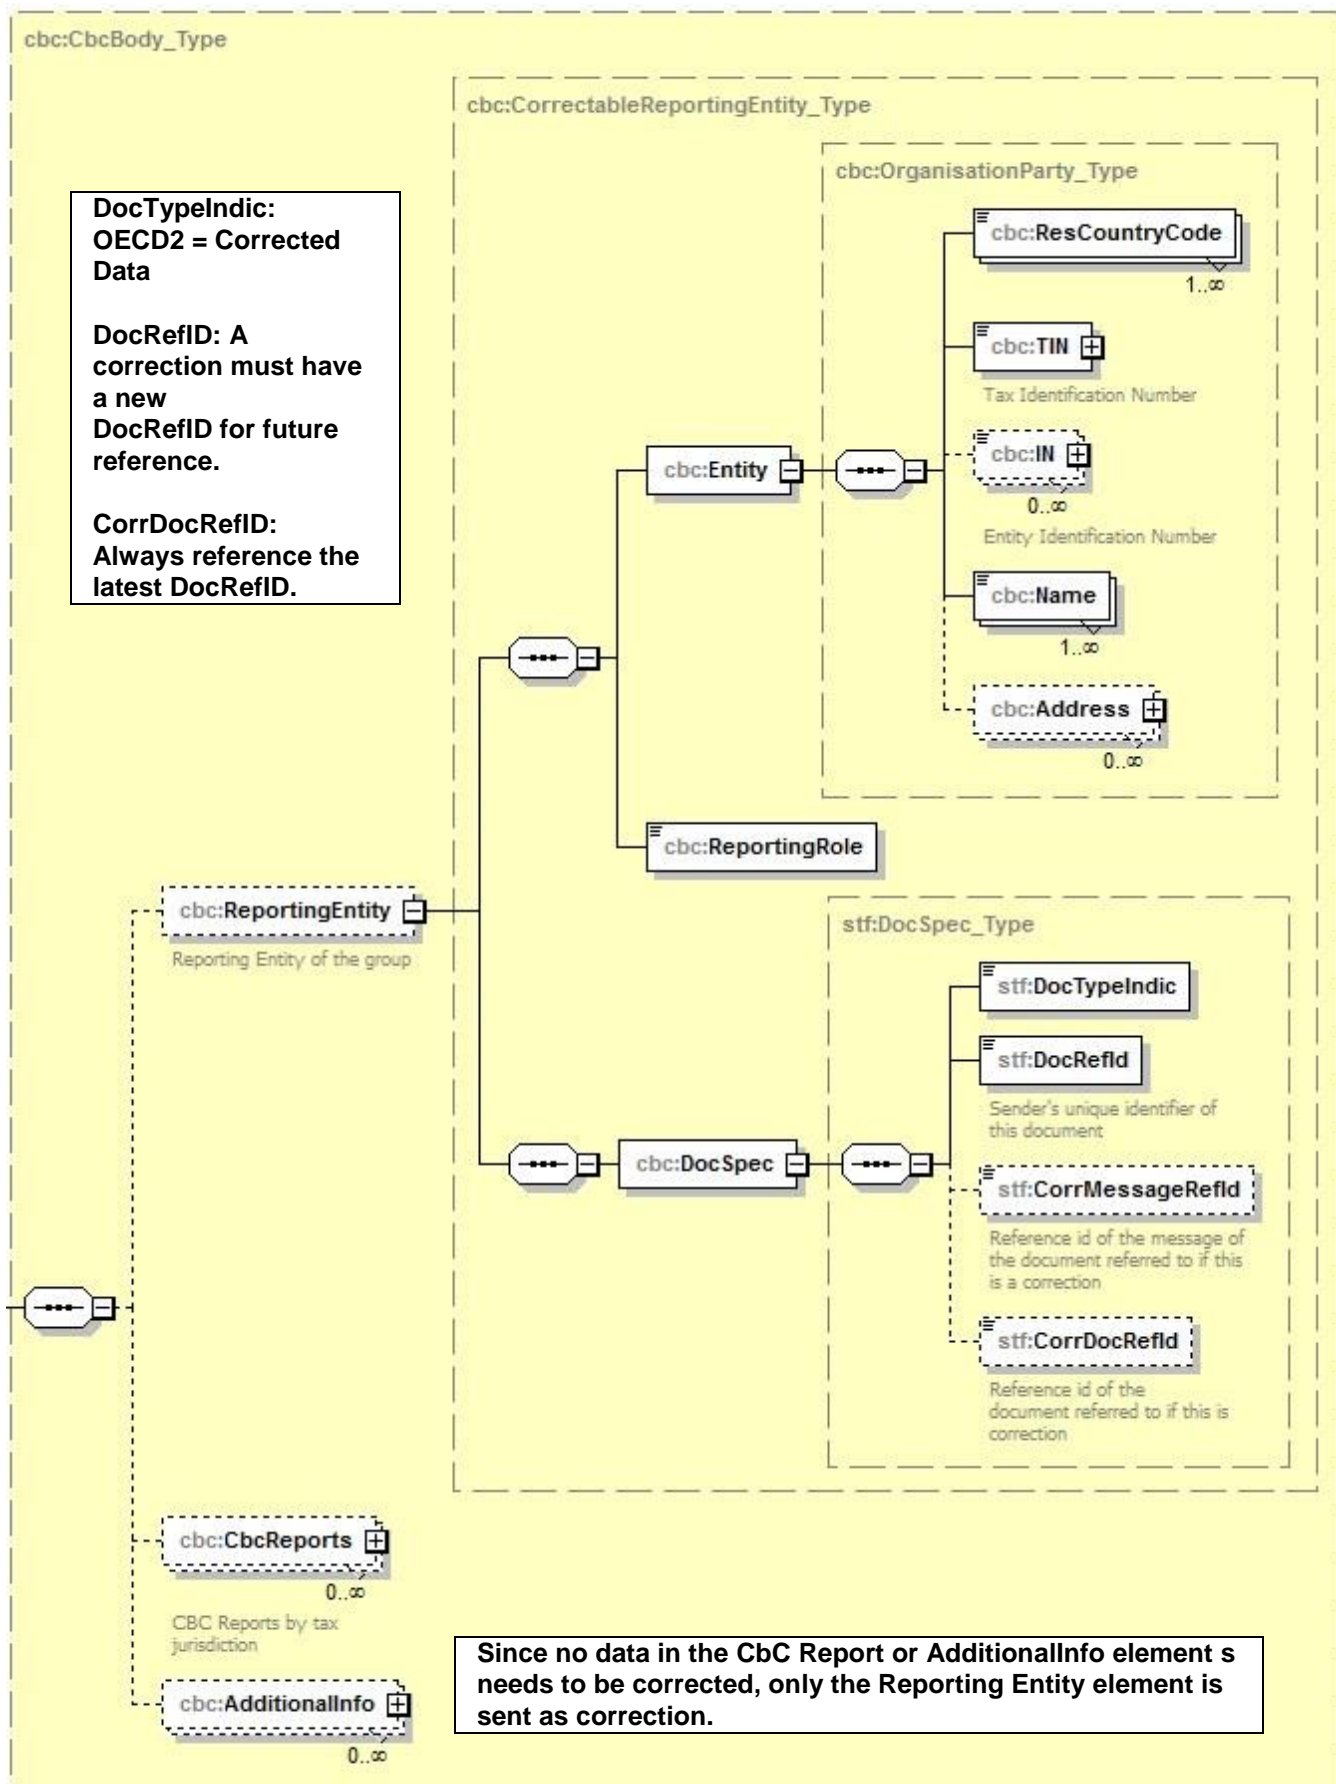 cbc:CbcBody_Type
cbc:CorrectableReportingEntity_Type
cbc:OrganisationParty_Type
DocTypeIndic:
OECD2 = Corrected
Data
DocRefID: A
correction must have
a new
DocRefID for future
reference.
CorrDocRefID:
Always reference the
latest DocRefID.
cbc:ResCountryCode
1..∞
cbc:TIN
Tax Identification Number
cbc:IN
0..∞
Entity Identification Number
cbc:Entity
cbc:Name
1..∞
cbc:Address
0..∞
cbc:ReportingRole
cbc:ReportingEntity
Reporting Entity of the group
stf:DocSpec_Type
stf:DocTypeIndic
stf:DocRefId
Sender's unique identifier of
this document
cbc:DocSpec
stf:CorrMessageRefId
Reference id of the message of
the document referred to if this
is a correction
stf:CorrDocRefId
Reference id of the
document referred to if this is
correction
cbc:CbcReports
0..∞
CBC Reports by tax
jurisdiction
cbc:AdditionalInfo
0..∞
Since no data in the CbC Report or AdditionalInfo element s
needs to be corrected, only the Reporting Entity element is
sent as correction.